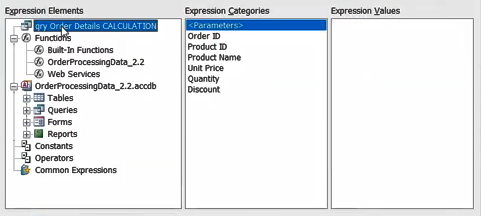 Expression Elements
qry Order Details CALCULATION
Functions
Built-In Functions
OrderProcessingData_2.2
Web Services
OrderProcessingData_2.2.accdb
Tables
Queries
Forms
Reports
Constants
Operators
Common Expressions
Expression Categories
<Parameters>
Order ID
Product ID
Product Name
Unit Price
Quantity
Discount
Expression Values